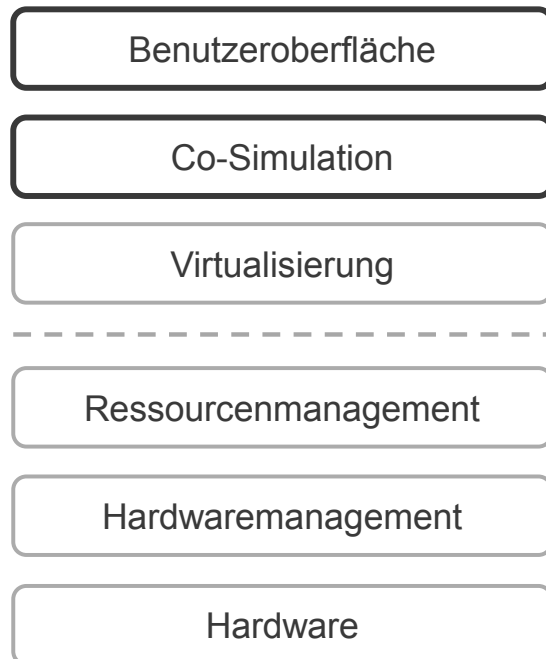 Benutzeroberfläche
Co-Simulation
Virtualisierung
Ressourcenmanagement
Hardwaremanagement
Hardware